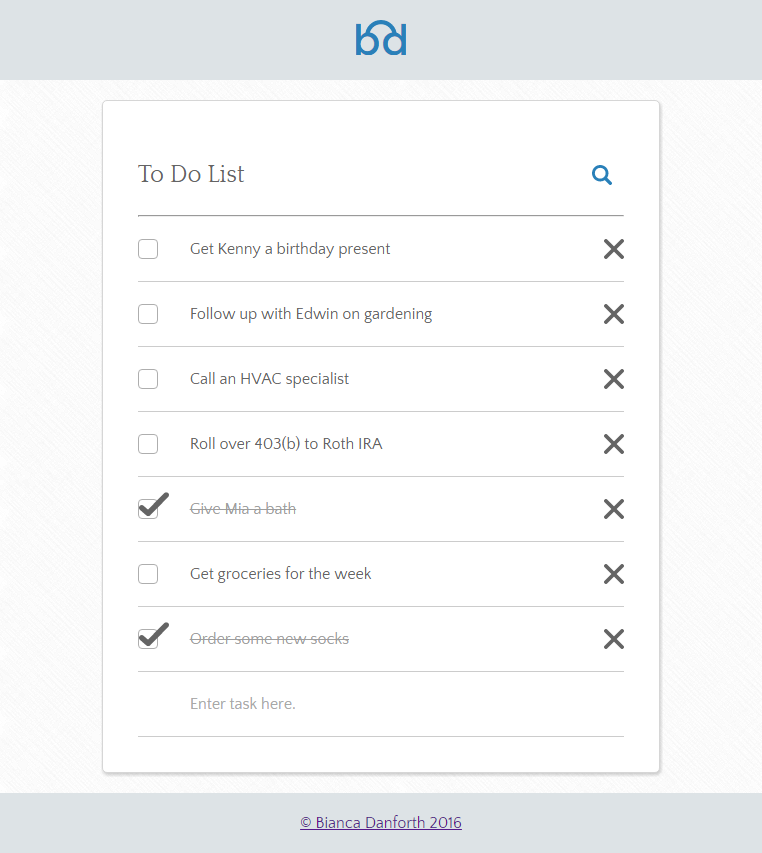 bd
To Do List
Get Kenny a birthday present
Follow up with Edwin on gardening
Call an HVAC specialist
Roll over 403(b) to Roth IRA
Give Mia a bath
Get groceries for the week
Order some new socks
Enter task here.
© Bianca Danforth 2016